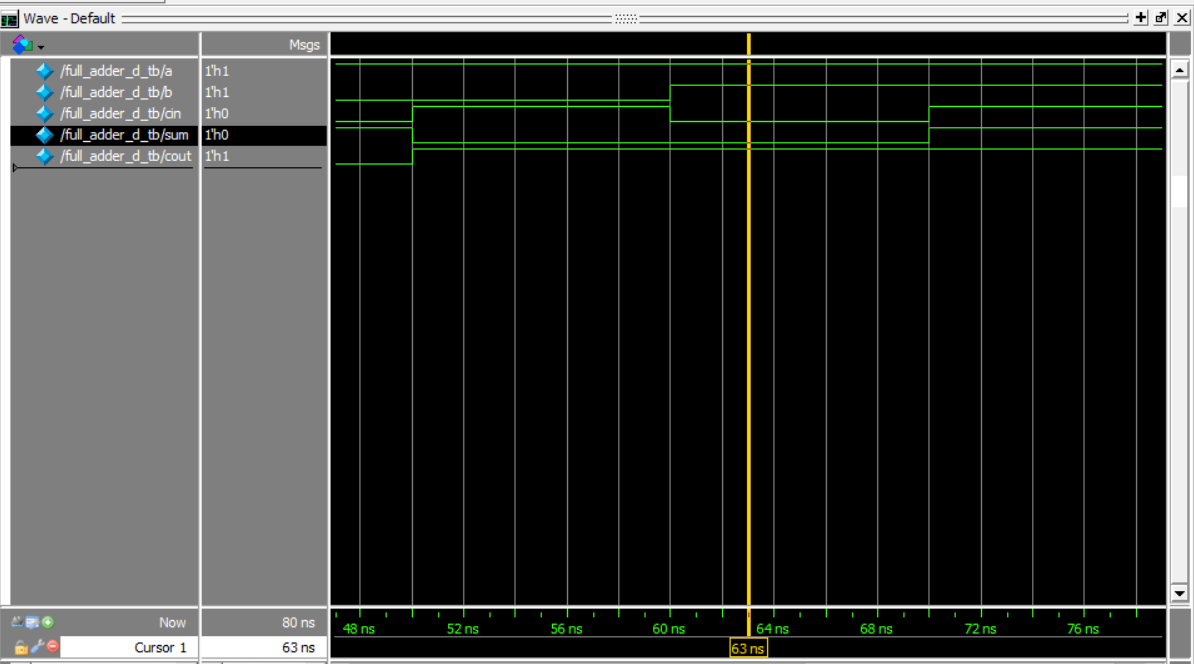 Wave - Default
Msgs
/full_adder_d_tb/a 1'h1
/full_adder_d_tb/b 1'h1
/full_adder_d_tb/cin 1'h0
/full_adder_d_tb/sum 1'h0
/full_adder_d_tb/cout 1'h1
Now 80 ns 48 ns 52 ns 56 ns 60 ns 64 ns 68 ns 72 ns 76 ns
Cursor 1 63 ns 63 ns